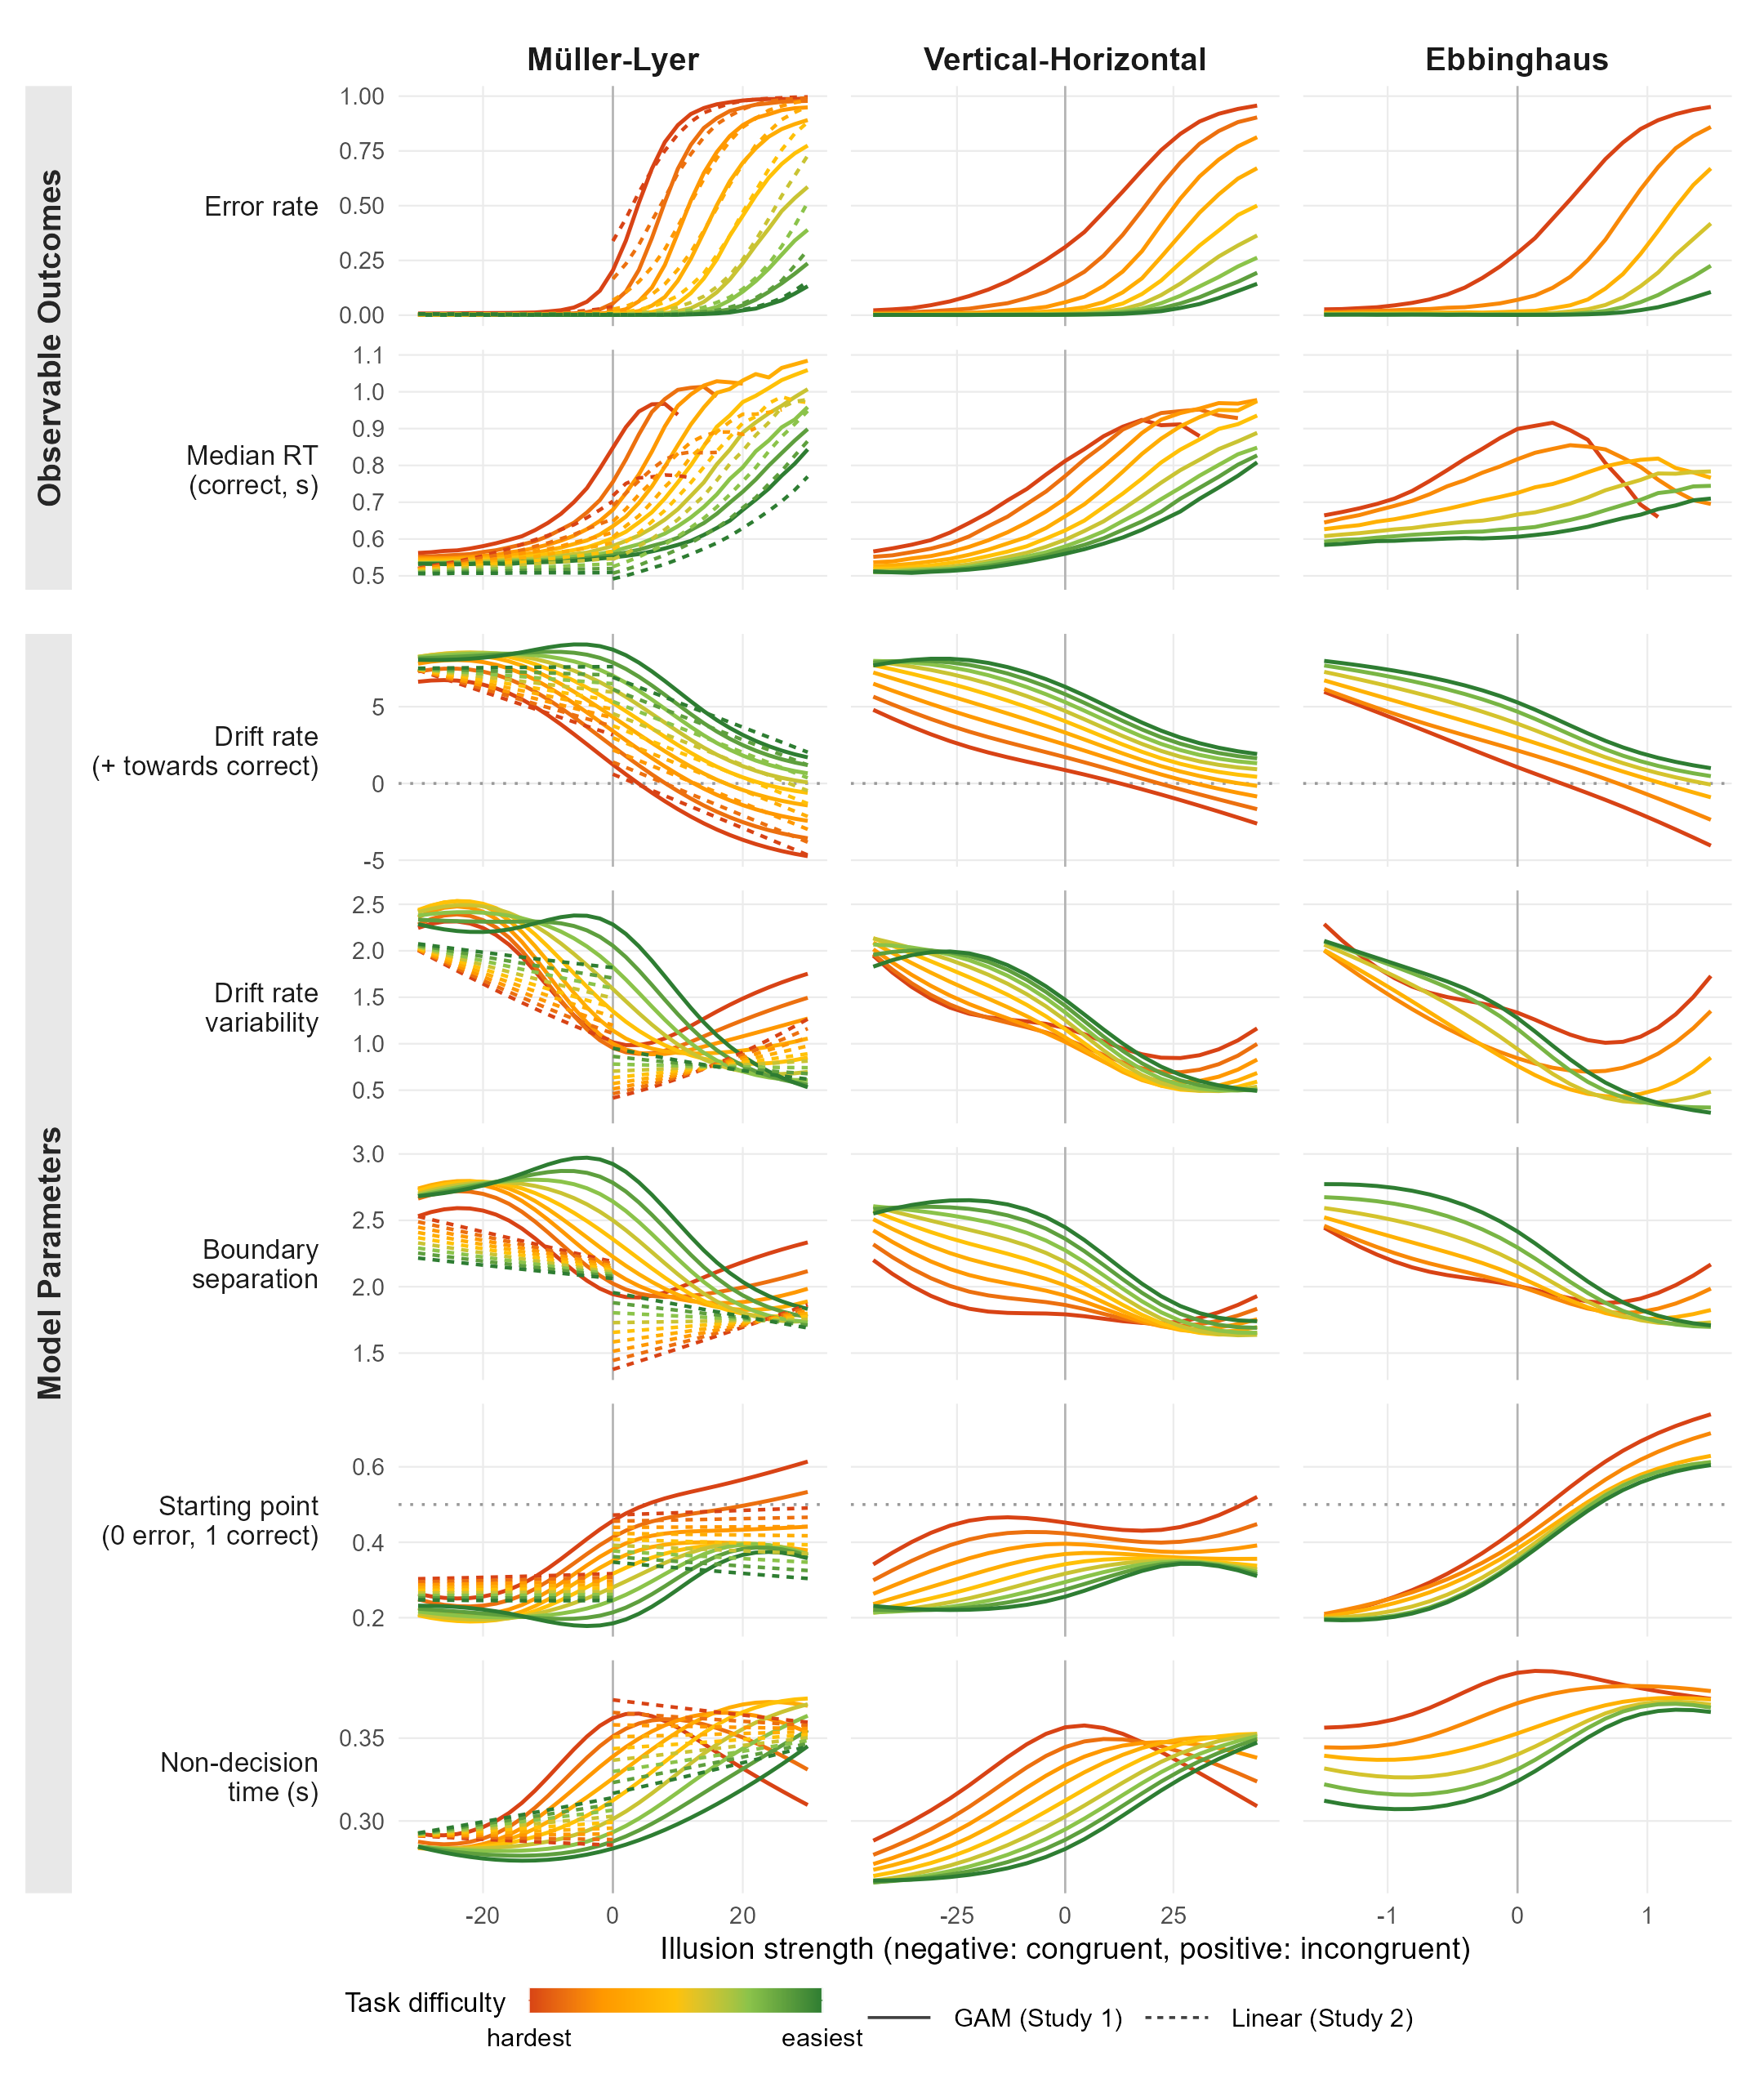 Müller-Lyer
Vertical-Horizontal
Ebbinghaus
Observable Outcomes
Error rate
1.00
0.75
0.50
0.25
0.00
Median RT
(correct, s)
1.1
1.0
0.9
0.8
0.7
0.6
0.5
Model Parameters
Drift rate
(+ towards correct)
5
0
-5
Drift rate
variability
2.5
2.0
1.5
1.0
0.5
Boundary
separation
3.0
2.5
2.0
1.5
Starting point
(0 error, 1 correct)
0.6
0.4
0.2
Non-decision
time (s)
0.35
0.30
-20 0 20
-25 0 25
-1 0 1
Illusion strength (negative: congruent, positive: incongruent)
Task difficulty
hardest easiest
GAM (Study 1)
Linear (Study 2)